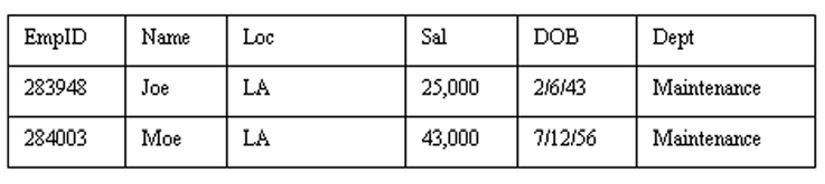 EmpID Name Loc Sal DOB Dept
283948 Joe LA 25,000 2/6/43 Maintenance
284003 Moe LA 43,000 7/12/56 Maintenance